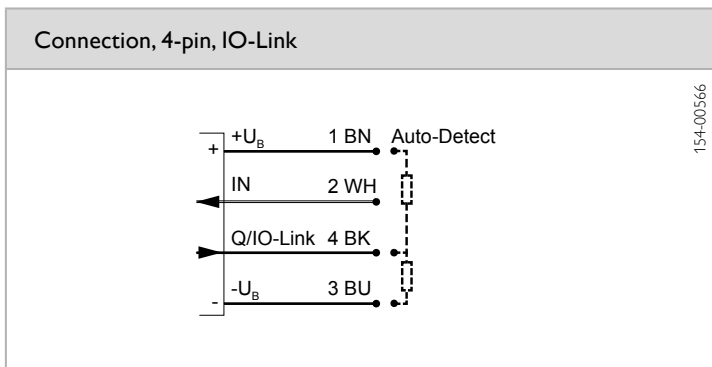 Connection, 4-pin, IO-Link
154-00566
+ +U_B 1 BN Auto-Detect
IN 2 WH
Q/IO-Link 4 BK
- -U_B 3 BU